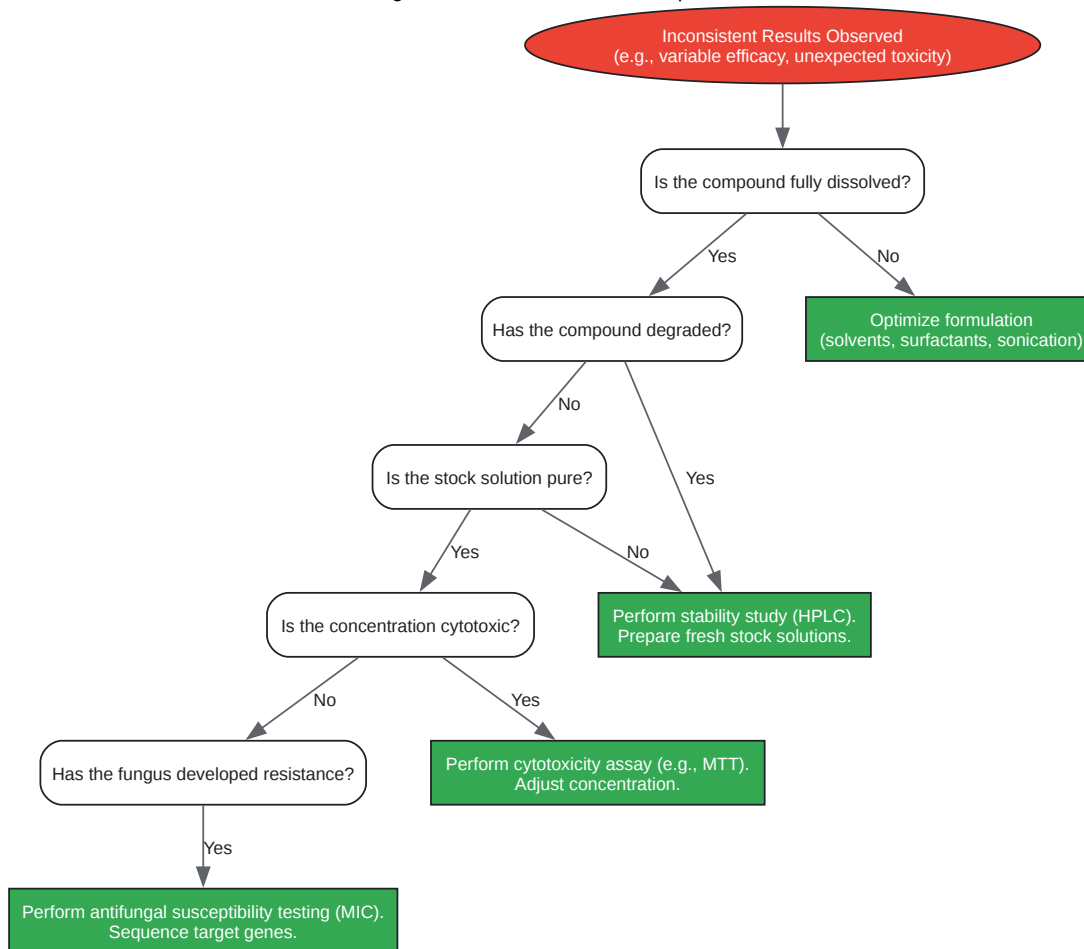 Inconsistent Results Observed
(e.g., variable efficacy, unexpected toxicity)
Is the compound fully dissolved?
Yes
No
Has the compound degraded?
Optimize formulation
(solvents, surfactants, sonication)
No
Yes
Is the stock solution pure?
Yes
No
Is the concentration cytotoxic?
Perform stability study (HPLC).
Prepare fresh stock solutions.
No
Yes
Has the fungus developed resistance?
Perform cytotoxicity assay (e.g., MTT).
Adjust concentration.
Yes
Perform antifungal susceptibility testing (MIC).
Sequence target genes.